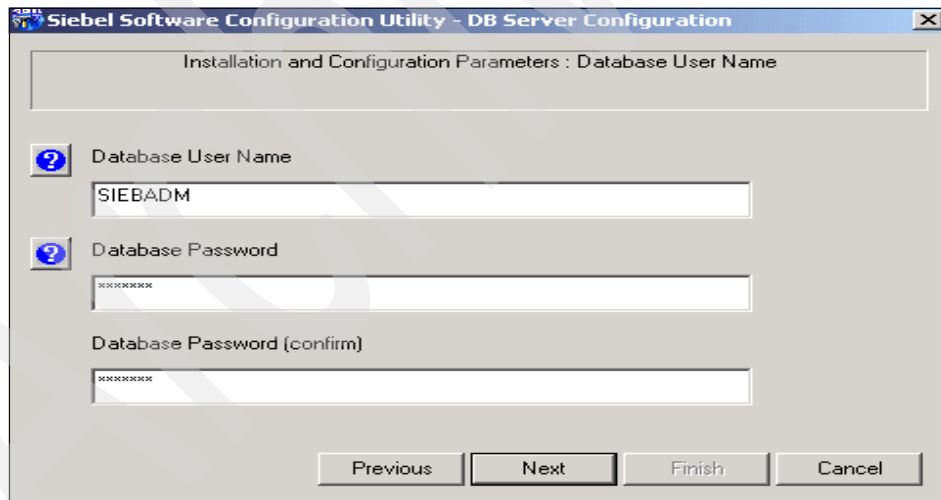 Siebel Software Configuration Utility - DB Server Configuration
Installation and Configuration Parameters : Database User Name
Database User Name
SIEBADM
Database Password
*******
Database Password (confirm)
*******
Previous Next Finish Cancel